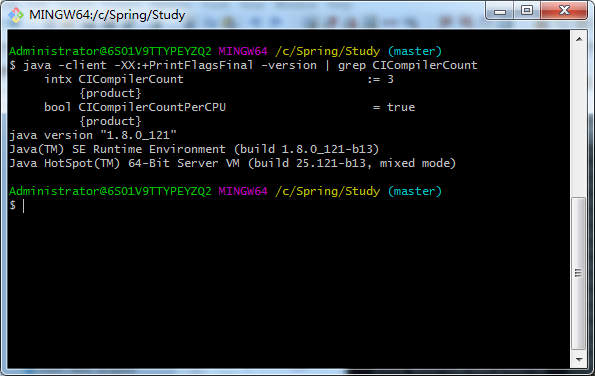 MINGW64:/c/Spring/Study
Administrator@6SO1V9TTYPEYZQ2 MINGW64 /c/Spring/Study (master)
$ java -client -XX:+PrintFlagsFinal -version | grep CICompilerCount
intx CICompilerCount := 3
{product}
bool CICompilerCountPerCPU = true
{product}
java version "1.8.0_121"
Java(TM) SE Runtime Environment (build 1.8.0_121-b13)
Java HotSpot(TM) 64-Bit Server VM (build 25.121-b13, mixed mode)
Administrator@6SO1V9TTYPEYZQ2 MINGW64 /c/Spring/Study (master)
$